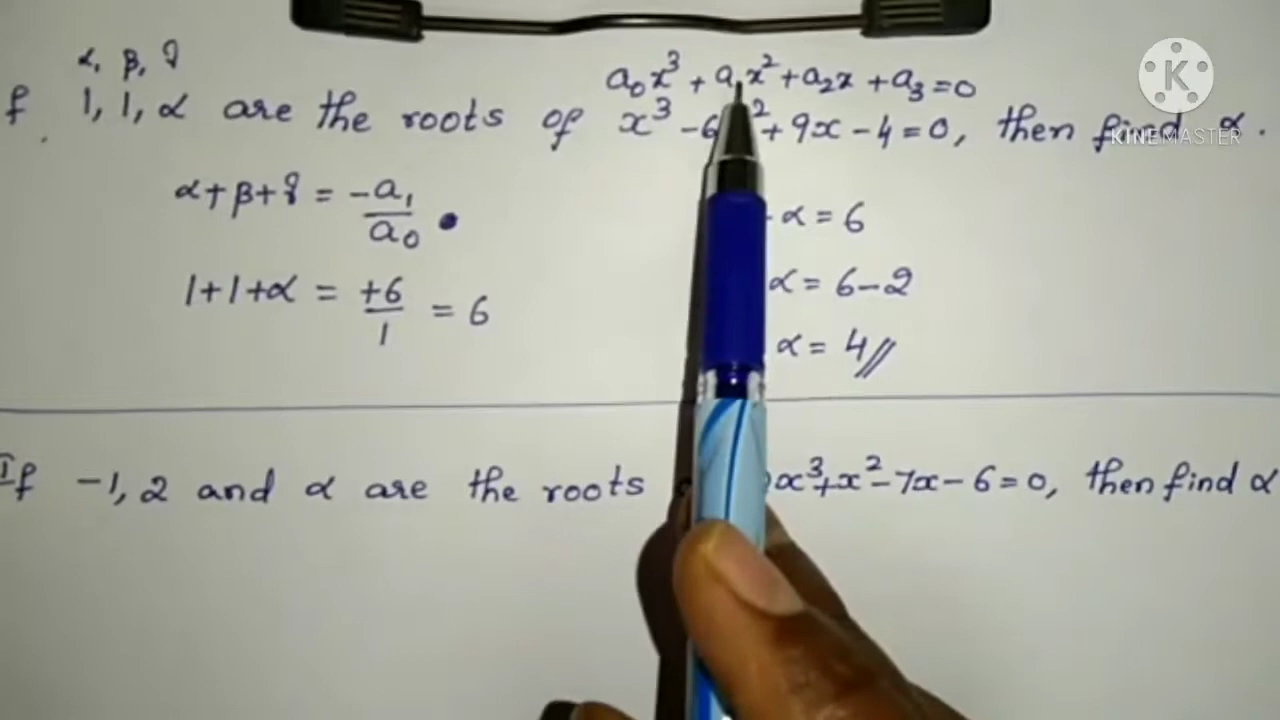 α, β, γ
a₀x³ + a₁x² + a₂x + a₃ = 0
f 1, 1, α are the roots of x³ - 6 ² + 9x - 4 = 0, then find α.
KINEMASTER
α + β + γ = -a₁/a₀
α = 6
1 + 1 + α = +6/1 = 6
α = 6 - 2
α = 4//
If -1, 2 and α are the roots x³ + x² - 7x - 6 = 0, then find α